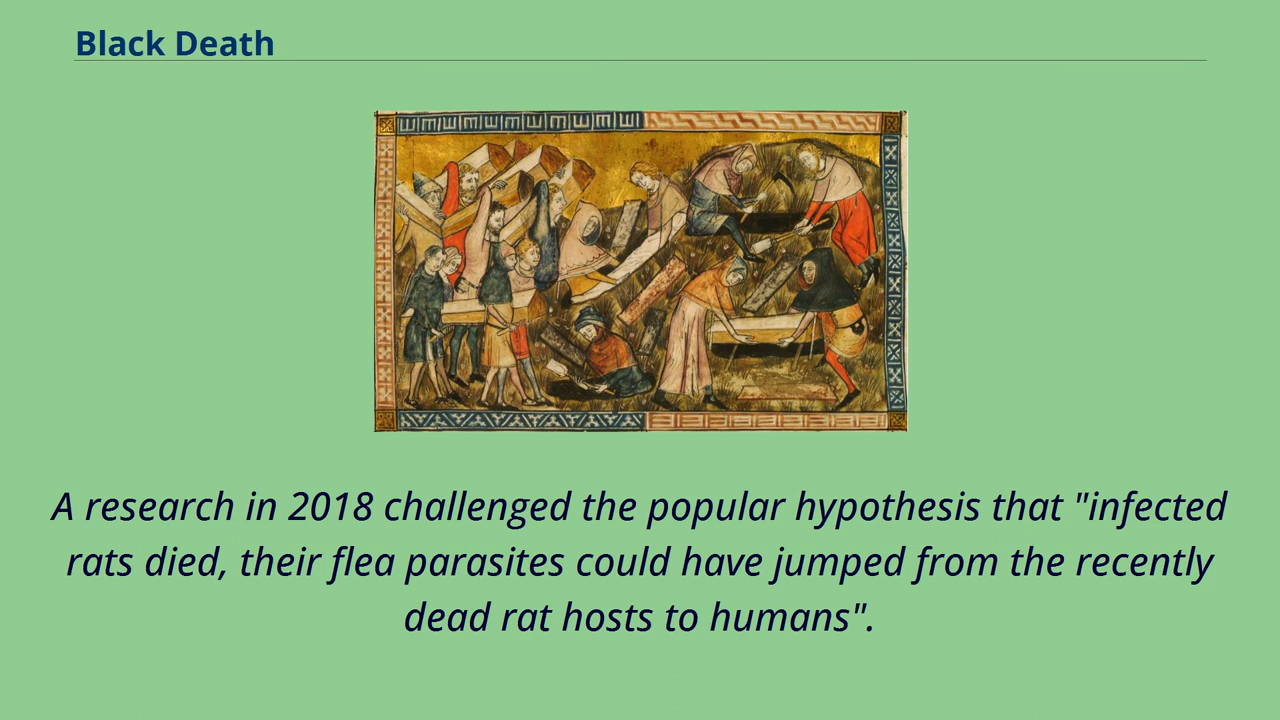 Black Death
A research in 2018 challenged the popular hypothesis that "infected
rats died, their flea parasites could have jumped from the recently
dead rat hosts to humans".